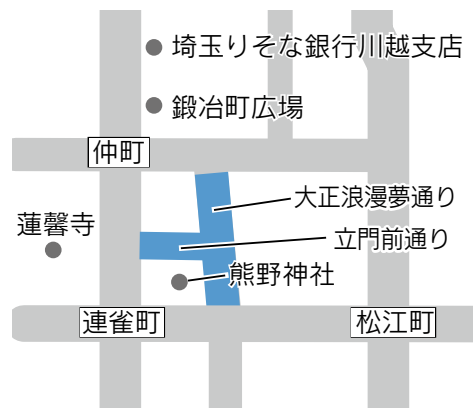 埼玉りそな銀行川越支店
鍛冶町広場
仲町
大正浪漫夢通り
蓮馨寺
立門前通り
熊野神社
連雀町
松江町